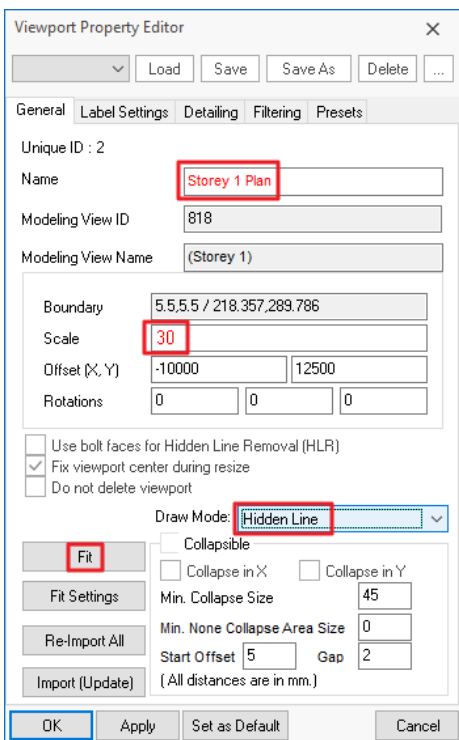 Viewport Property Editor
Load Save Save As Delete ...
General Label Settings Detailing Filtering Presets
Unique ID : 2
Name Storey 1 Plan
Modeling View ID 818
Modeling View Name (Storey 1)
Boundary 5.5,5.5 / 218.357,289.786
Scale 30
Offset (X, Y) -10000 12500
Rotations 0 0 0
Use bolt faces for Hidden Line Removal (HLR)
Fix viewport center during resize
Do not delete viewport
Draw Mode: Hidden Line
Fit Collapsible
Collapse in X Collapse in Y
Fit Settings Min. Collapse Size 45
Min. None Collapse Area Size 0
Re-Import All
Start Offset 5 Gap 2
Import (Update) (All distances are in mm.)
OK Apply Set as Default Cancel